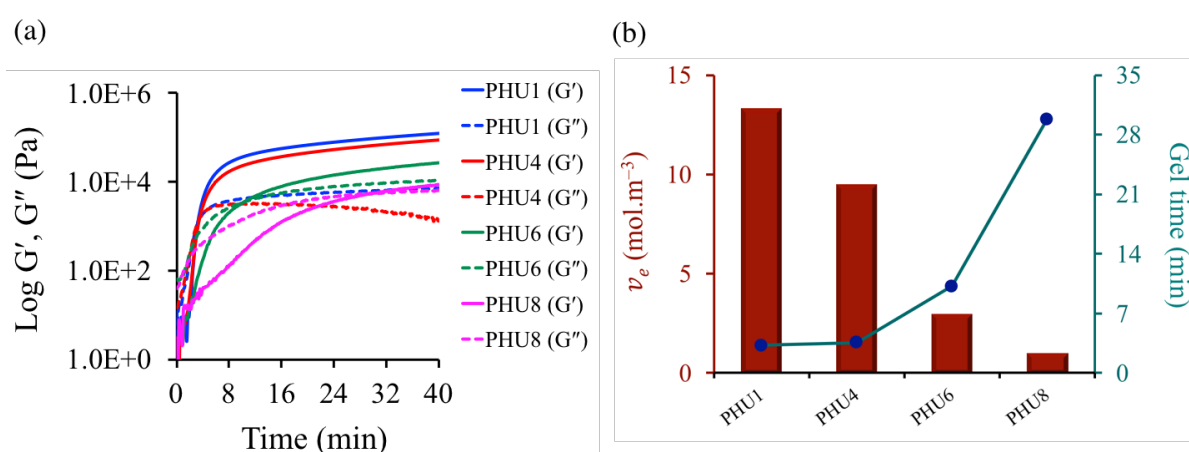 (a)
(b)
Log G′, G″ (Pa)
1.0E+6
1.0E+4
1.0E+2
1.0E+0
0 8 16 24 32 40
Time (min)
PHU1 (G′)
PHU1 (G″)
PHU4 (G′)
PHU4 (G″)
PHU6 (G′)
PHU6 (G″)
PHU8 (G′)
PHU8 (G″)
νe (mol.m−3)
15
10
5
0
PHU1 PHU4 PHU6 PHU8
35
28
21
14
7
0
Gel time (min)